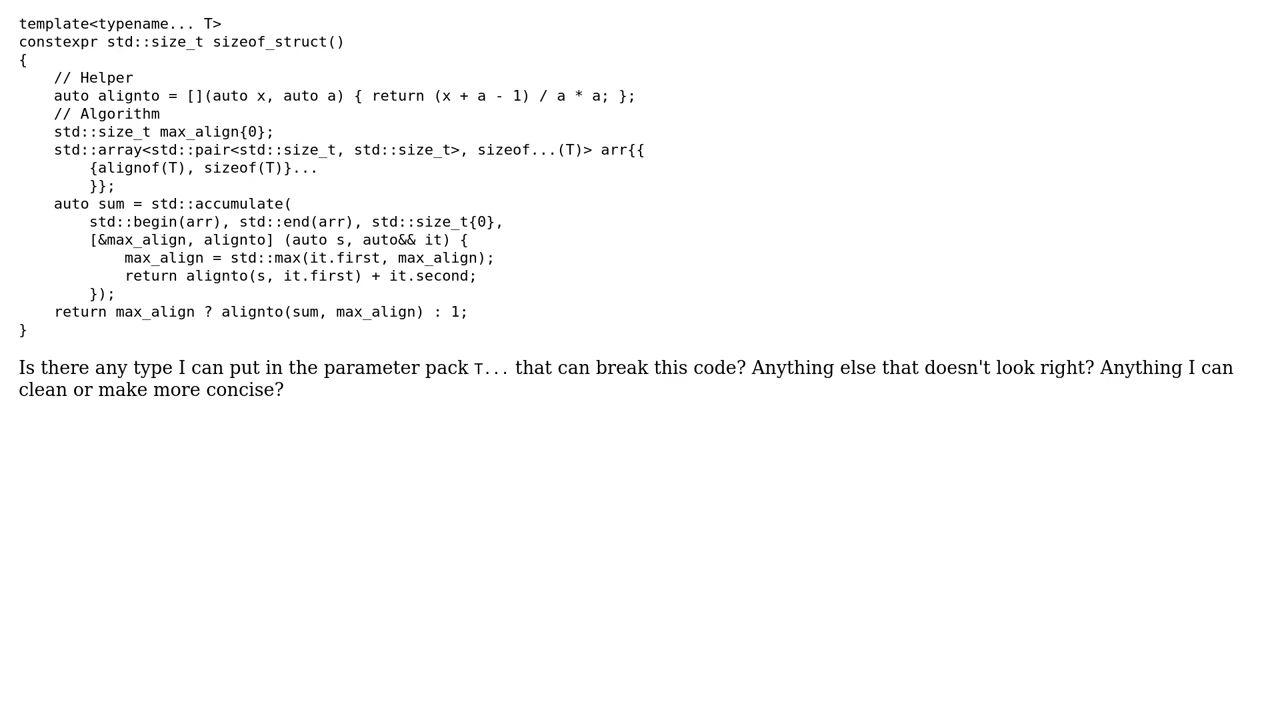 template<typename... T>
constexpr std::size_t sizeof_struct()
{
    // Helper
    auto alignto = [](auto x, auto a) { return (x + a - 1) / a * a; };
    // Algorithm
    std::size_t max_align{0};
    std::array<std::pair<std::size_t, std::size_t>, sizeof...(T)> arr{{
        {alignof(T), sizeof(T)}...
        }};
    auto sum = std::accumulate(
        std::begin(arr), std::end(arr), std::size_t{0},
        [&max_align, alignto] (auto s, auto&& it) {
            max_align = std::max(it.first, max_align);
            return alignto(s, it.first) + it.second;
        });
    return max_align ? alignto(sum, max_align) : 1;
}
Is there any type I can put in the parameter pack T... that can break this code? Anything else that doesn't look right? Anything I can
clean or make more concise?